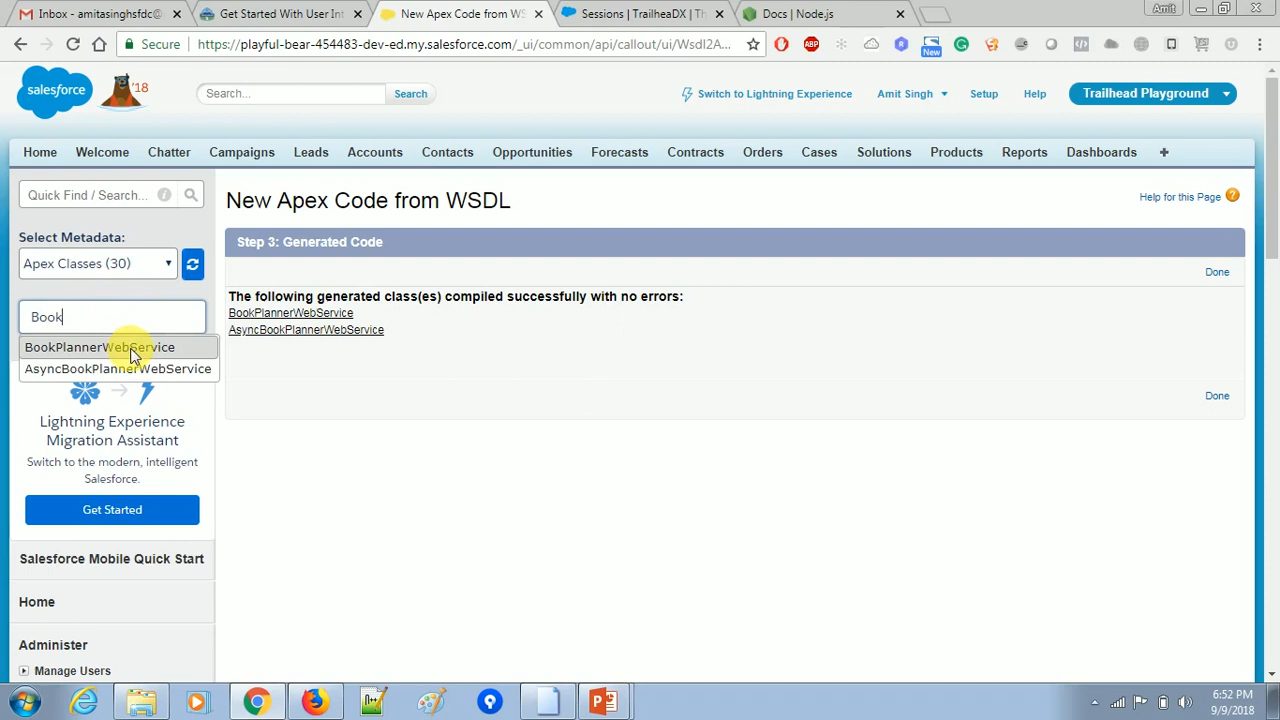 Inbox - amitasinghsfdc@
Get Started With User Int
New Apex Code from WS
Sessions | TrailheaDX | Th
Docs | Node.js
Amit
Secure
https://playful-bear-454483-dev-ed.my.salesforce.com/_ui/common/api/callout/ui/Wsdl2A...
ABP
New
salesforce
'18
Search...
Search
Switch to Lightning Experience
Amit Singh
Setup
Help
Trailhead Playground
Home
Welcome
Chatter
Campaigns
Leads
Accounts
Contacts
Opportunities
Forecasts
Contracts
Orders
Cases
Solutions
Products
Reports
Dashboards
Quick Find / Search...
New Apex Code from WSDL
Help for this Page
Select Metadata:
Apex Classes (30)
Step 3: Generated Code
Done
The following generated class(es) compiled successfully with no errors:
BookPlannerWebService
AsyncBookPlannerWebService
Done
Book
BookPlannerWebService
AsyncBookPlannerWebService
Lightning Experience
Migration Assistant
Switch to the modern, intelligent
Salesforce.
Get Started
Salesforce Mobile Quick Start
Home
Administer
Manage Users
6:52 PM
9/9/2018